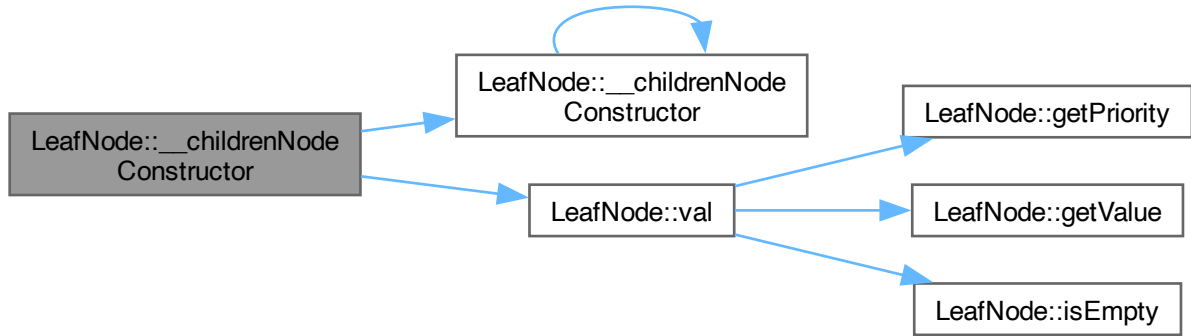 LeafNode::__childrenNode
Constructor
LeafNode::__childrenNode
Constructor
LeafNode::val
LeafNode::getPriority
LeafNode::getValue
LeafNode::isEmpty